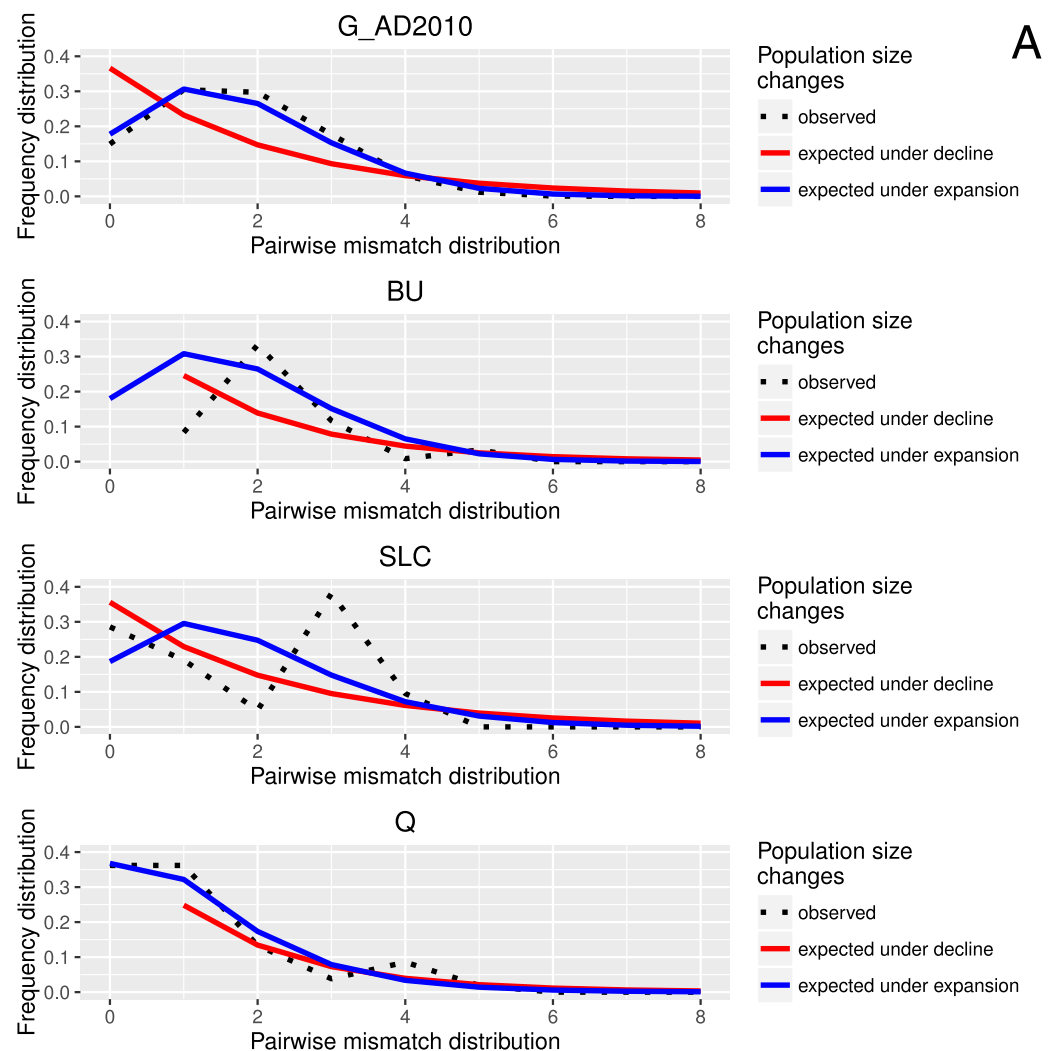 A
G_AD2010
Frequency distribution
0.4
0.3
0.2
0.1
0.0
0 2 4 6 8
Pairwise mismatch distribution
Population size
changes
observed
expected under decline
expected under expansion
BU
Frequency distribution
0.4
0.3
0.2
0.1
0.0
0 2 4 6 8
Pairwise mismatch distribution
Population size
changes
observed
expected under decline
expected under expansion
SLC
Frequency distribution
0.4
0.3
0.2
0.1
0.0
0 2 4 6 8
Pairwise mismatch distribution
Population size
changes
observed
expected under decline
expected under expansion
Q
Frequency distribution
0.4
0.3
0.2
0.1
0.0
0 2 4 6 8
Pairwise mismatch distribution
Population size
changes
observed
expected under decline
expected under expansion